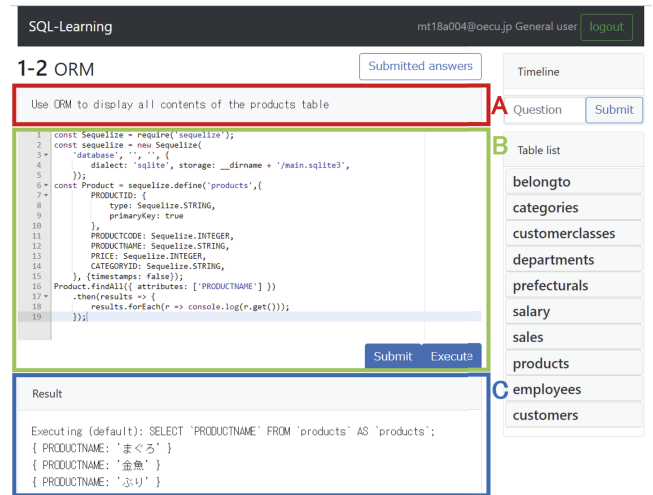 SQL-Learning
mt18a004@oecu.jp General user logout
1-2 ORM
Submitted answers
Use ORM to display all contents of the products table
A
B
1 const Sequelize = require('sequelize');
2 const sequelize = new Sequelize(
3 'database', '', '', {
4 dialect: 'sqlite', storage: __dirname + '/main.sqlite3',
5 });
6 const Product = sequelize.define('products',{
7 PRODUCTID: {
8 type: Sequelize.STRING,
9 primaryKey: true
10 },
11 PRODUCTCODE: Sequelize.INTEGER,
12 PRODUCTNAME: Sequelize.STRING,
13 PRICE: Sequelize.INTEGER,
14 CATEGORYID: Sequelize.STRING,
15 }, {timestamps: false});
16 Product.findAll({ attributes: ['PRODUCTNAME'] })
17 .then(results => {
18 results.forEach(r => console.log(r.get()));
19 });
Submit Execute
C
Result
Executing (default): SELECT `PRODUCTNAME` FROM `products` AS `products`;
{ PRODUCTNAME: 'まぐろ' }
{ PRODUCTNAME: '金魚' }
{ PRODUCTNAME: 'ぶり' }
Timeline
Question Submit
Table list
belongto
categories
customerclasses
departments
prefecturals
salary
sales
products
employees
customers